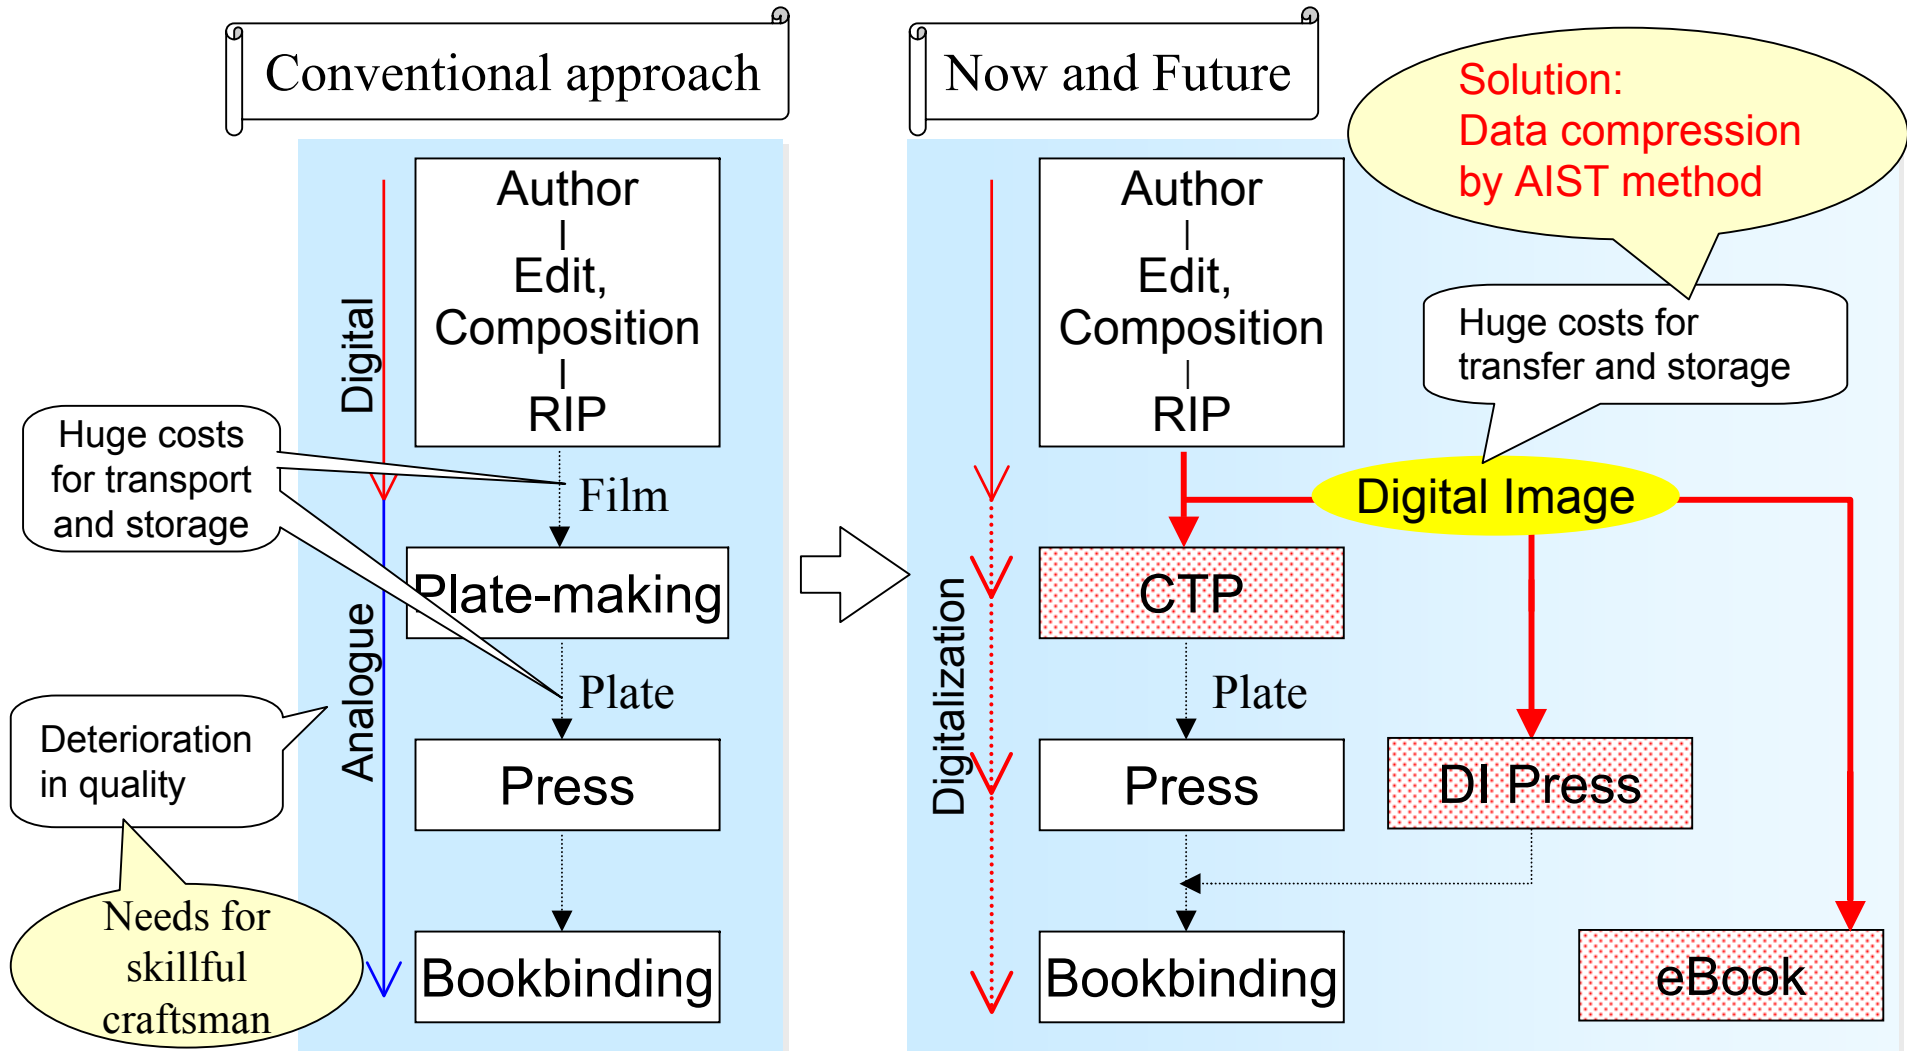 Conventional approach
Now and Future
Solution:
Data compression
by AIST method
Author
Edit,
Composition
RIP
Digital
Huge costs
for transport
and storage
Film
Plate-making
Plate
Analogue
Deterioration
in quality
Press
Needs for
skillful
craftsman
Bookbinding
Author
Edit,
Composition
RIP
Huge costs for
transfer and storage
Digital Image
CTP
Digitalization
Plate
Press
DI Press
Bookbinding
eBook